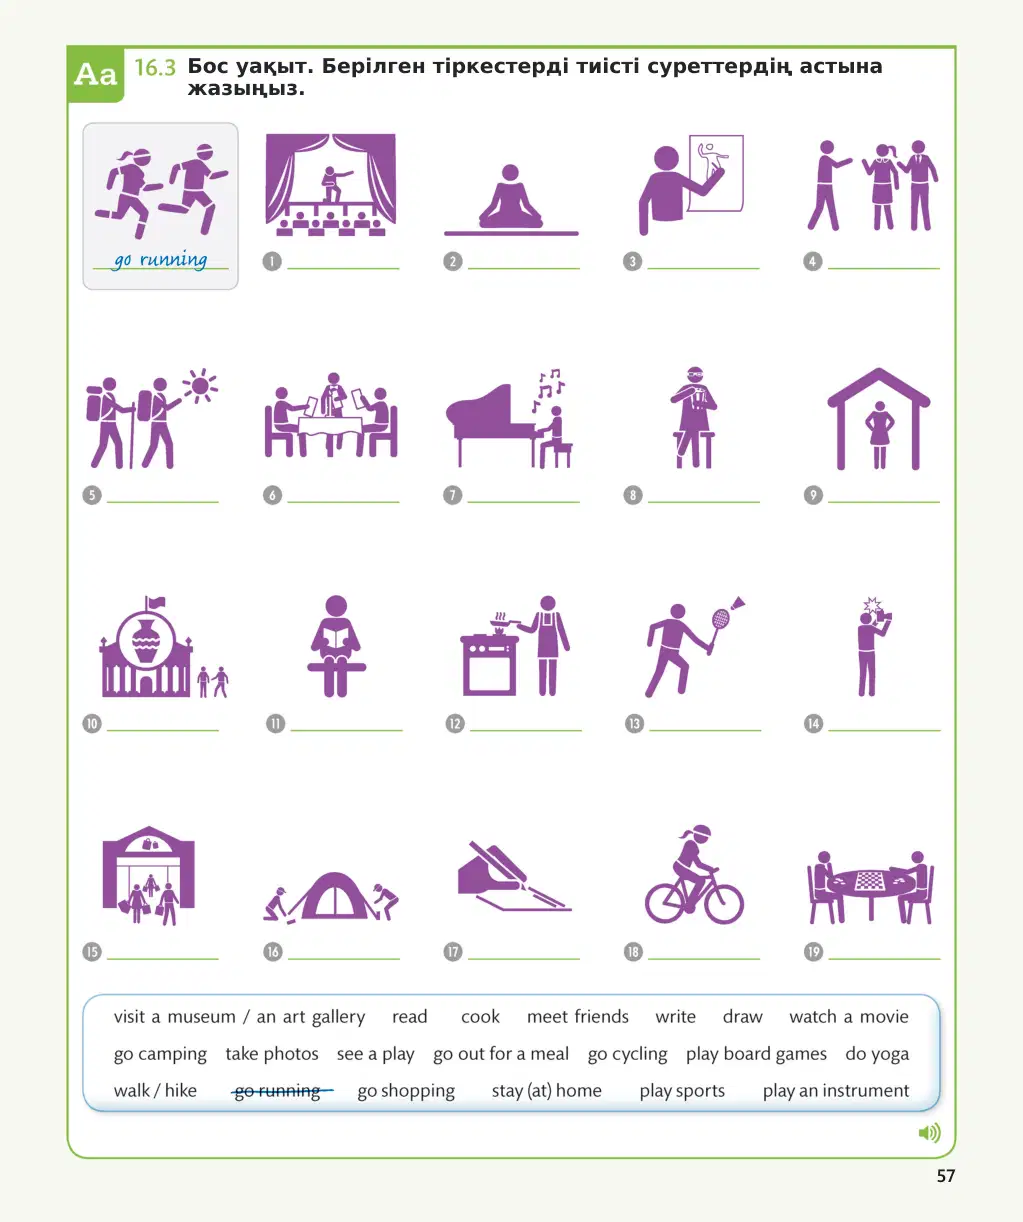 Aa 16.3 Бос уақыт. Берілген тіркестерді тиісті суреттердің астына
жазыңыз.
go running
1 2 3 4
5 6 7 8 9
10 11 12 13 14
15 16 17 18 19
visit a museum / an art gallery read cook meet friends write draw watch a movie
go camping take photos see a play go out for a meal go cycling play board games do yoga
walk / hike go running go shopping stay (at) home play sports play an instrument
57